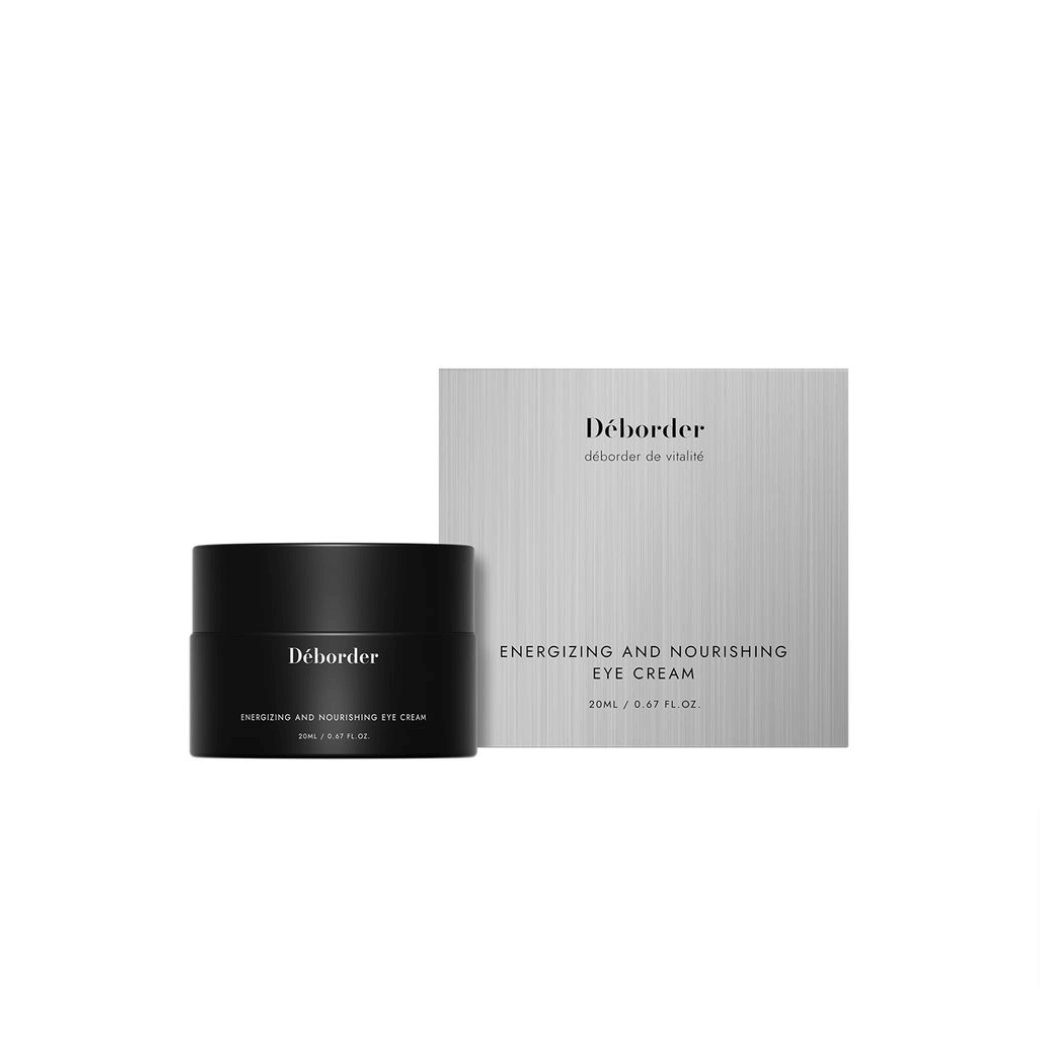 Déborder
déborder de vitalité
ENERGIZING AND NOURISHING
EYE CREAM
20ML / 0.67 FL.OZ.
Déborder
ENERGIZING AND NOURISHING EYE CREAM
20ML / 0.67 FL.OZ.